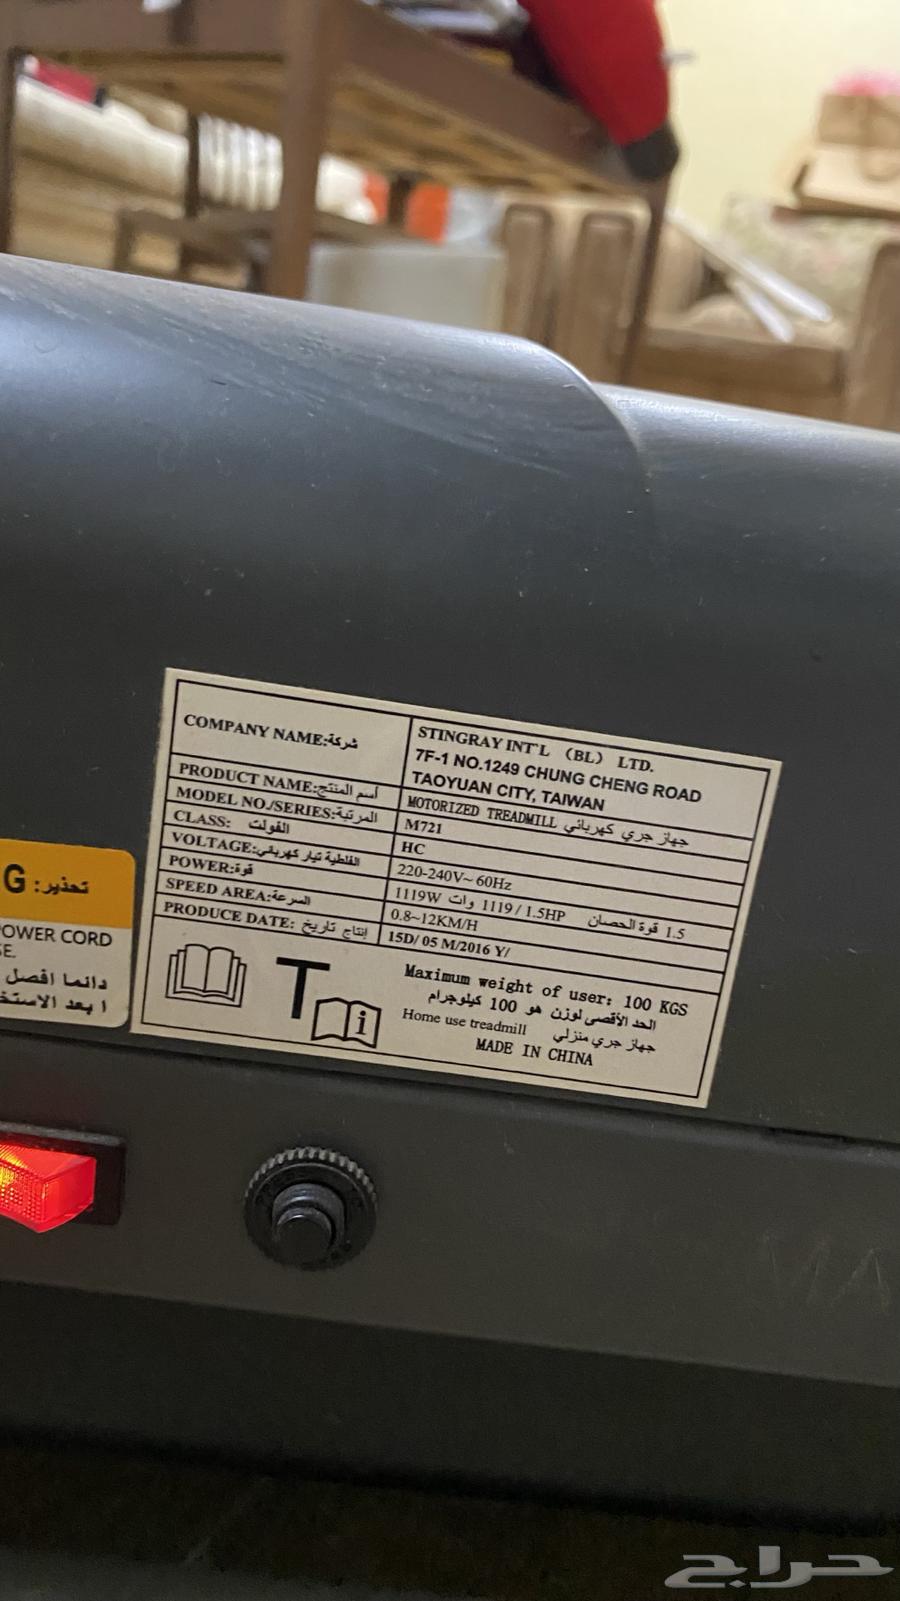 COMPANY NAME:شركة
STINGRAY INT'L (BL) LTD.
7F-1 NO.1249 CHUNG CHENG ROAD
TAOYUAN CITY, TAIWAN
PRODUCT NAME:أسم المنتج
MOTORIZED TREADMILL جهاز جري كهربائي
MODEL NO./SERIES:المرتبة
M721
CLASS: الفولت
HC
VOLTAGE:الفلطية تيار كهربائي
220-240V~ 60Hz
POWER:قوة
1119W وات 1119 / 1.5HP قوة الحصان 1.5
SPEED AREA:السرعة
0.8~12KM/H
PRODUCE DATE: إنتاج تاريخ
15D/ 05 M/2016 Y/
T
i
Maximum weight of user: 100 KGS
الحد الأقصى لوزن هو 100 كيلوجرام
Home use treadmill جهاز جري منزلي
MADE IN CHINA
G تحذير:
POWER CORD
SE.
دائما افصل
ا بعد الاستخ
حراج